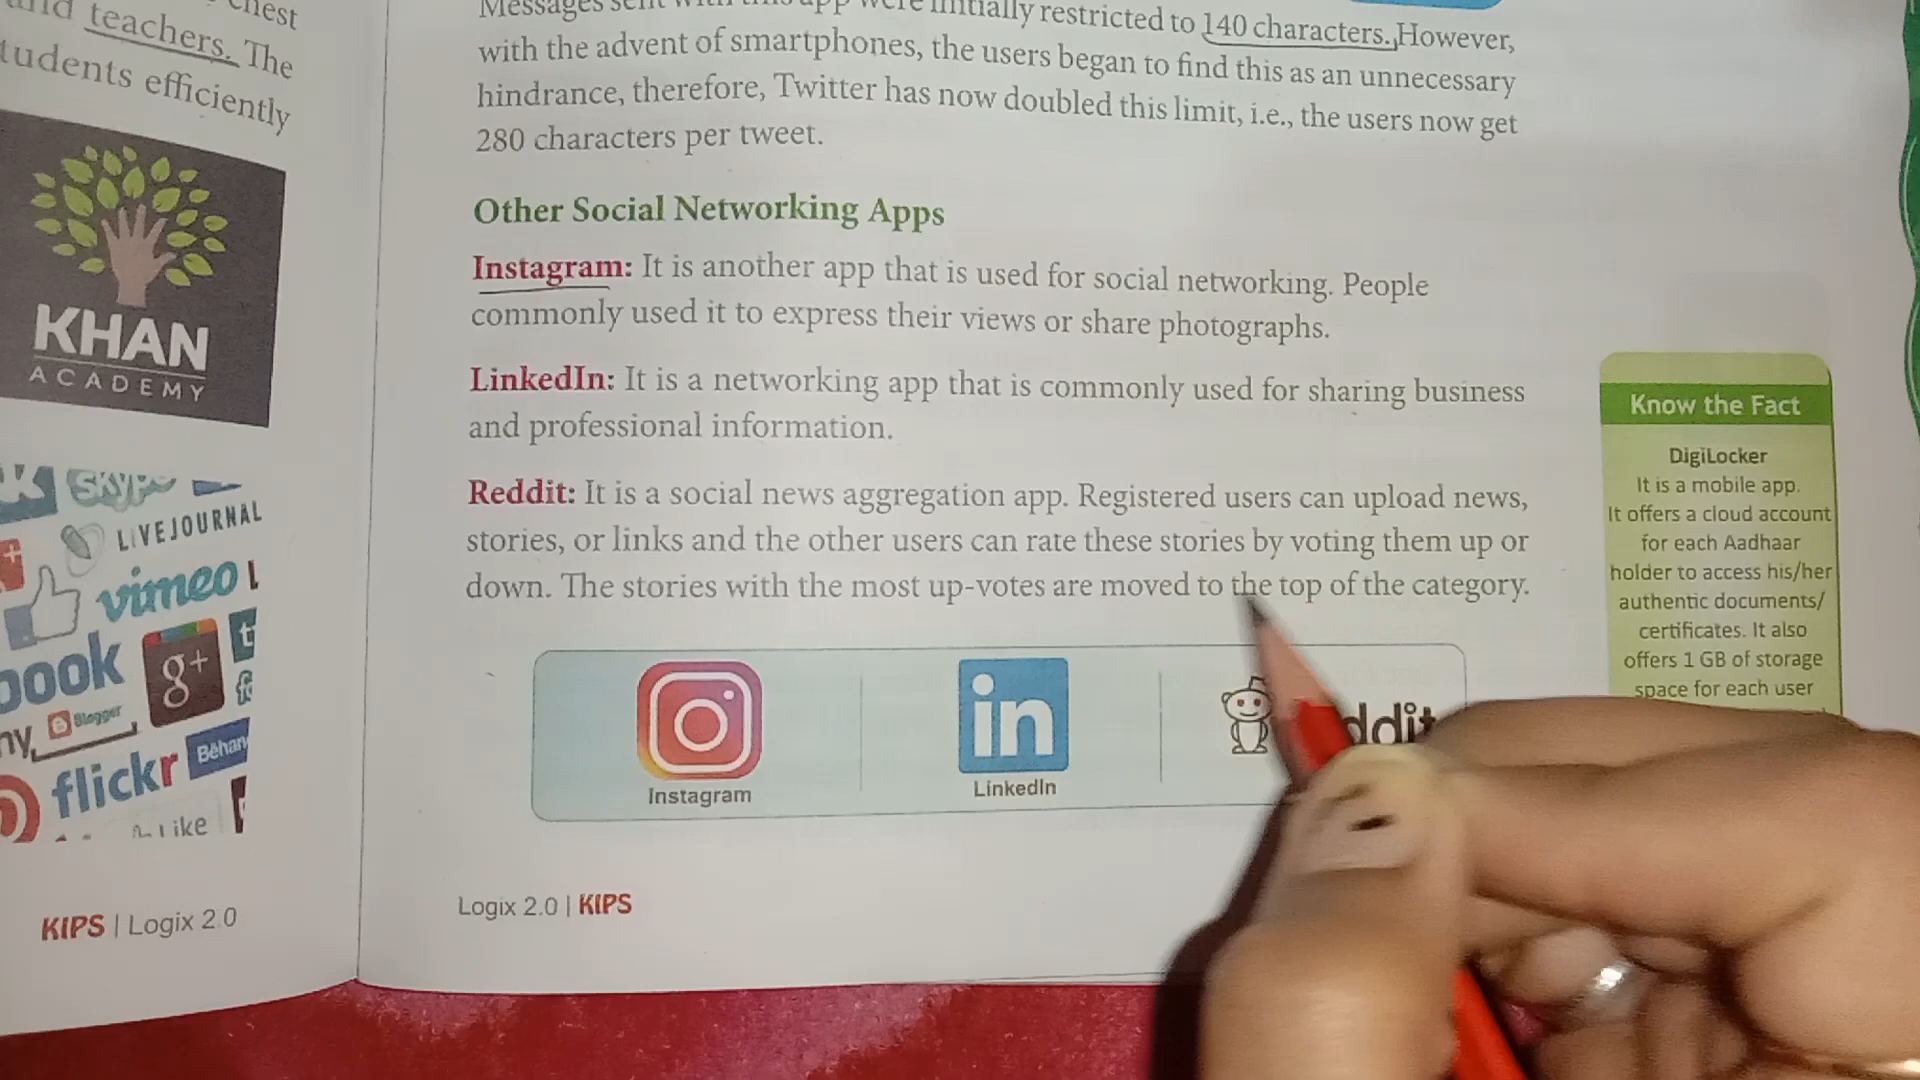 chest
and teachers. The
students efficiently
KHAN
ACADEMY
SKYP
LIVEJOURNAL
vimeo
book
g+
Blogger
flickr
Behan
Like
KIPS | Logix 2.0
Messages sent with this app were initially restricted to 140 characters. However,
with the advent of smartphones, the users began to find this as an unnecessary
hindrance, therefore, Twitter has now doubled this limit, i.e., the users now get
280 characters per tweet.
Other Social Networking Apps
Instagram: It is another app that is used for social networking. People
commonly used it to express their views or share photographs.
LinkedIn: It is a networking app that is commonly used for sharing business
and professional information.
Reddit: It is a social news aggregation app. Registered users can upload news,
stories, or links and the other users can rate these stories by voting them up or
down. The stories with the most up-votes are moved to the top of the category.
in
ddit
Instagram
LinkedIn
Logix 2.0 | KIPS
Know the Fact
DigiLocker
It is a mobile app.
It offers a cloud account
for each Aadhaar
holder to access his/her
authentic documents/
certificates. It also
offers 1 GB of storage
space for each user